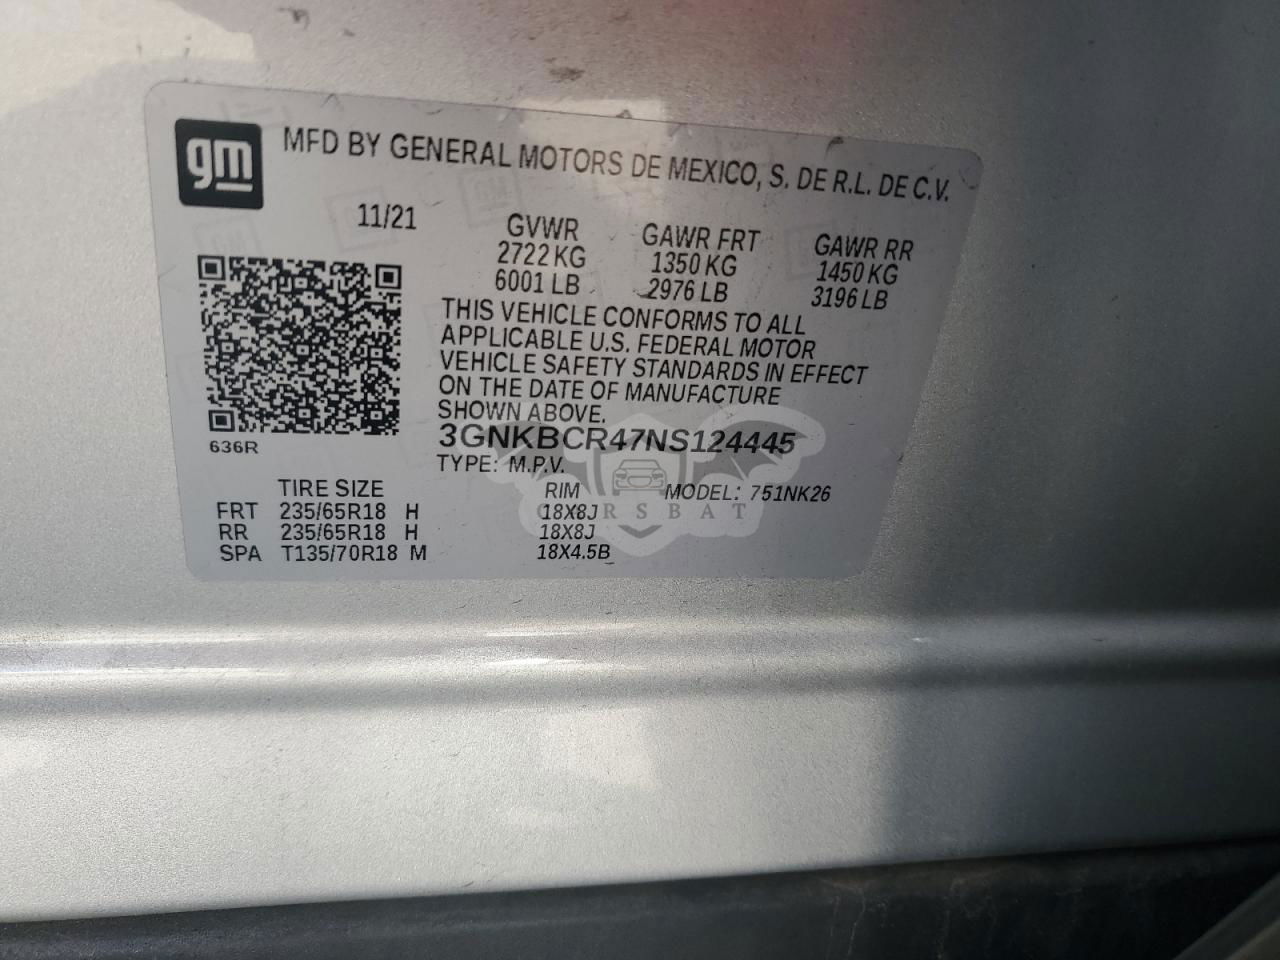 gm
MFD BY GENERAL MOTORS DE MEXICO, S. DE R.L. DE C.V.
11/21
GVWR GAWR FRT GAWR RR
2722 KG 1350 KG 1450 KG
6001 LB 2976 LB 3196 LB
THIS VEHICLE CONFORMS TO ALL
APPLICABLE U.S. FEDERAL MOTOR
VEHICLE SAFETY STANDARDS IN EFFECT
ON THE DATE OF MANUFACTURE
SHOWN ABOVE.
636R
3GNKBCR47NS124445
TYPE: M.P.V.
MODEL: 751NK26
TIRE SIZE RIM
FRT 235/65R18 H 18X8J
RR 235/65R18 H 18X8J
SPA T135/70R18 M 18X4.5B
CARSBAT